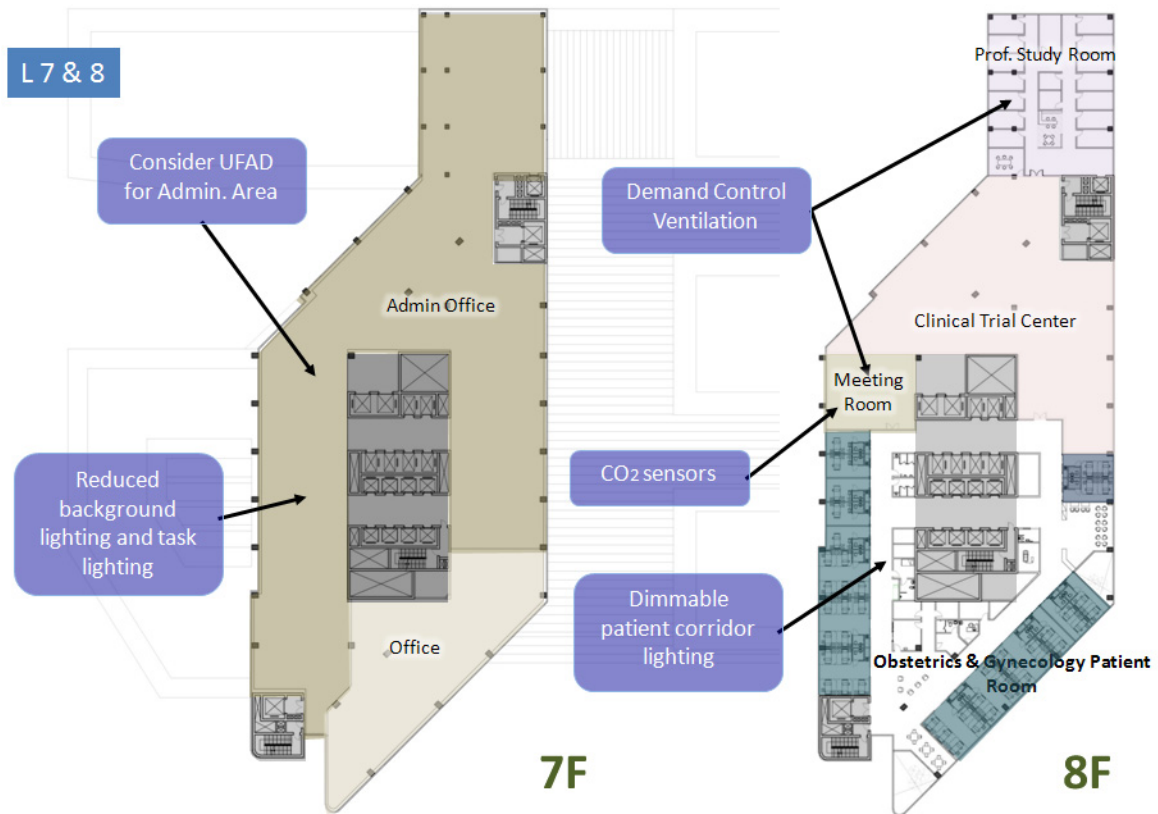 L 7 & 8
Consider UFAD
for Admin. Area
Admin Office
Reduced
background
lighting and task
lighting
Office
7F
Prof. Study Room
Demand Control
Ventilation
Clinical Trial Center
Meeting
Room
CO2 sensors
Dimmable
patient corridor
lighting
Obstetrics & Gynecology Patient
Room
8F